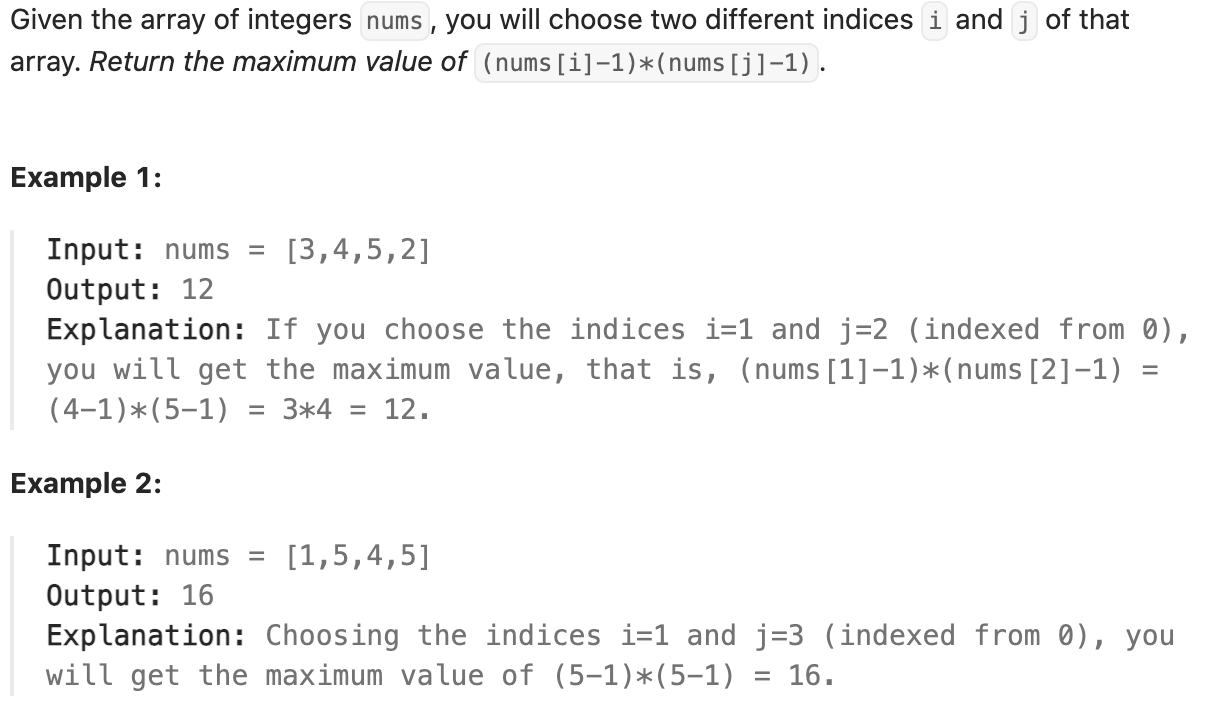 Given the array of integers nums, you will choose two different indices i and j of that
array. Return the maximum value of (nums[i]-1)*(nums[j]-1).
Example 1:
Input: nums = [3,4,5,2]
Output: 12
Explanation: If you choose the indices i=1 and j=2 (indexed from 0),
you will get the maximum value, that is, (nums[1]-1)*(nums[2]-1) =
(4-1)*(5-1) = 3*4 = 12.
Example 2:
Input: nums = [1,5,4,5]
Output: 16
Explanation: Choosing the indices i=1 and j=3 (indexed from 0), you
will get the maximum value of (5-1)*(5-1) = 16.